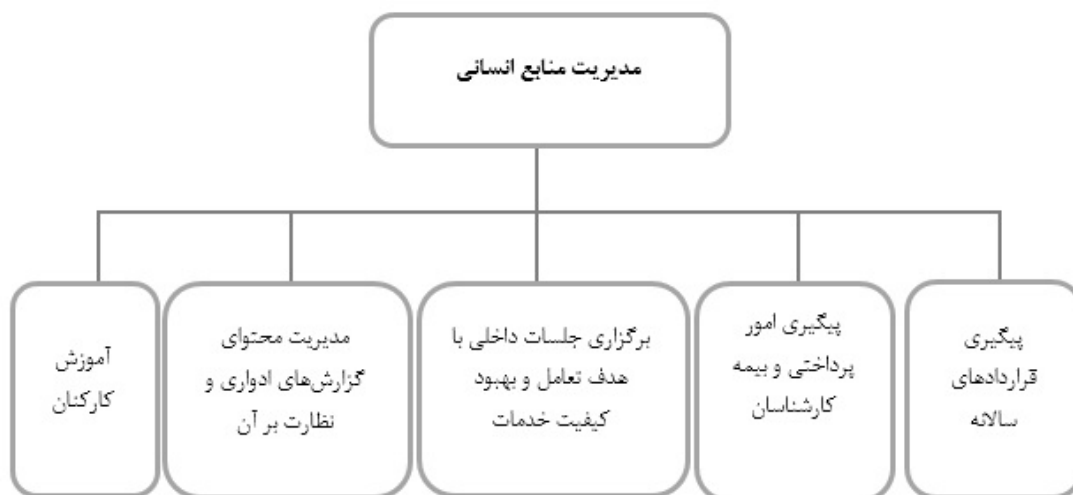 مدیریت منابع انسانی
پیگیری
قراردادهای
سالانه
پیگیری امور
پرداختی و بیمه
کارشناسان
برگزاری جلسات داخلی با
هدف تعامل و بهبود
کیفیت خدمات
مدیریت محتوای
گزارش‌های ادواری و
نظارت بر آن
آموزش
کارکنان